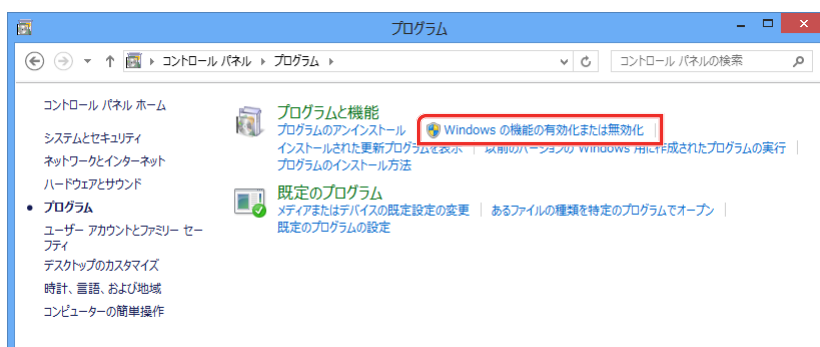 プログラム
コントロール パネル プログラム
コントロール パネルの検索
コントロール パネル ホーム
システムとセキュリティ
ネットワークとインターネット
ハードウェアとサウンド
プログラム
ユーザー アカウントとファミリー セー
フティ
デスクトップのカスタマイズ
時計、言語、および地域
コンピューターの簡単操作
プログラムと機能
プログラムのアンインストール Windows の機能の有効化または無効化
インストールされた更新プログラムを表示 以前のバージョンの Windows 用に作成されたプログラムの実行
プログラムのインストール方法
既定のプログラム
メディアまたはデバイスの既定設定の変更 あるファイルの種類を特定のプログラムでオープン
既定のプログラムの設定